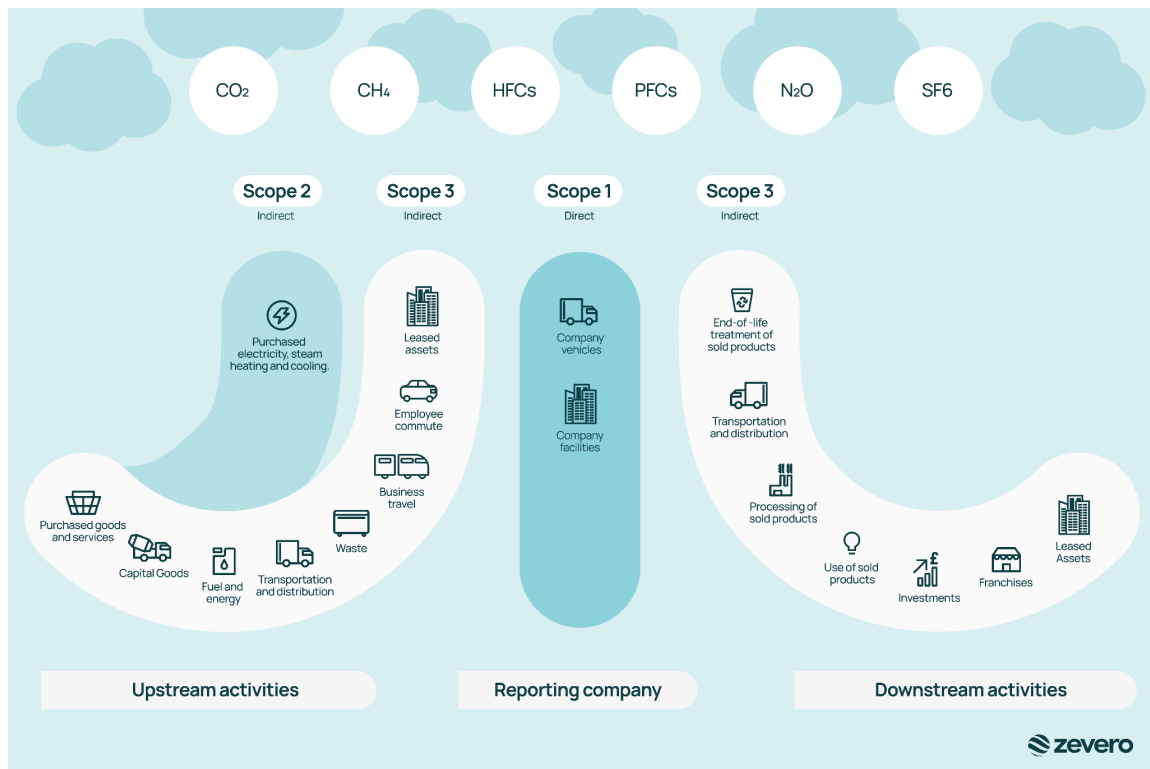 CO₂
CH₄
HFCs
PFCs
N₂O
SF6
Scope 2
Indirect
Scope 3
Indirect
Scope 1
Direct
Scope 3
Indirect
Purchased
electricity, steam
heating and cooling.
Leased
assets
Employee
commute
Business
travel
Waste
Transportation
and distribution
Fuel and
energy
Capital Goods
Purchased goods
and services
Company
vehicles
Company
facilities
End-of -life
treatment of
sold products
Transportation
and distribution
Processing of
sold products
Use of sold
products
£
Investments
Franchises
Leased
Assets
Upstream activities
Reporting company
Downstream activities
zevero